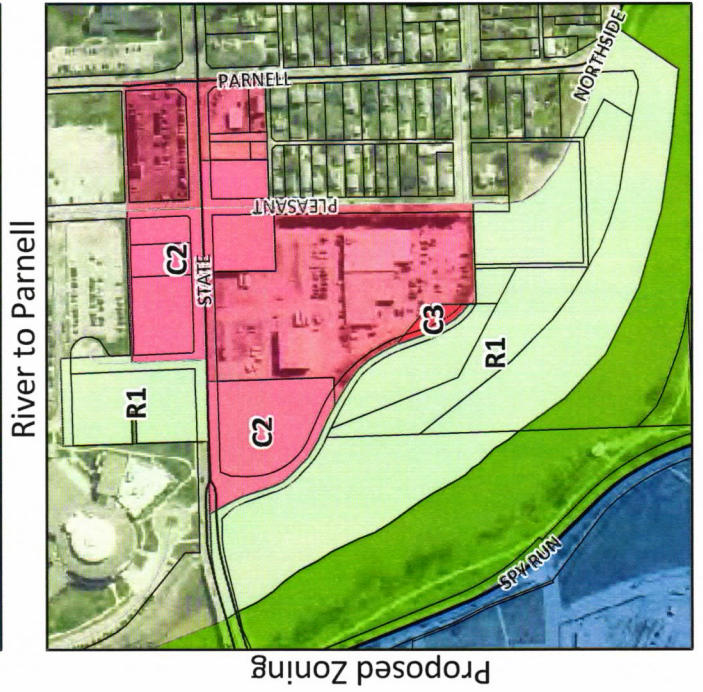 River to Parnell
Proposed Zoning
PARNELL
NORTHSIDE
PLEASANT
C2
STATE
C3
R1
R1
C2
SPY RUN